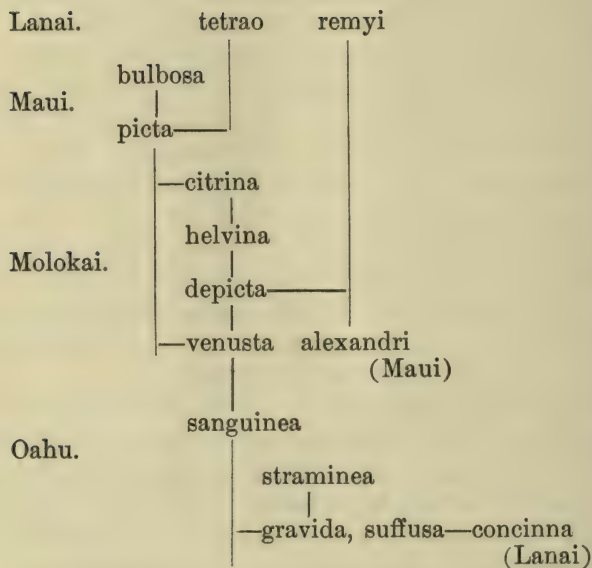 Lanai. tetrao remyi
bulbosa
Maui.
picta
citrina
helvina
Molokai.
depicta
venusta alexandri
(Maui)
sanguinea
Oahu.
straminea
gravida, suffusa—concinna
(Lanai)